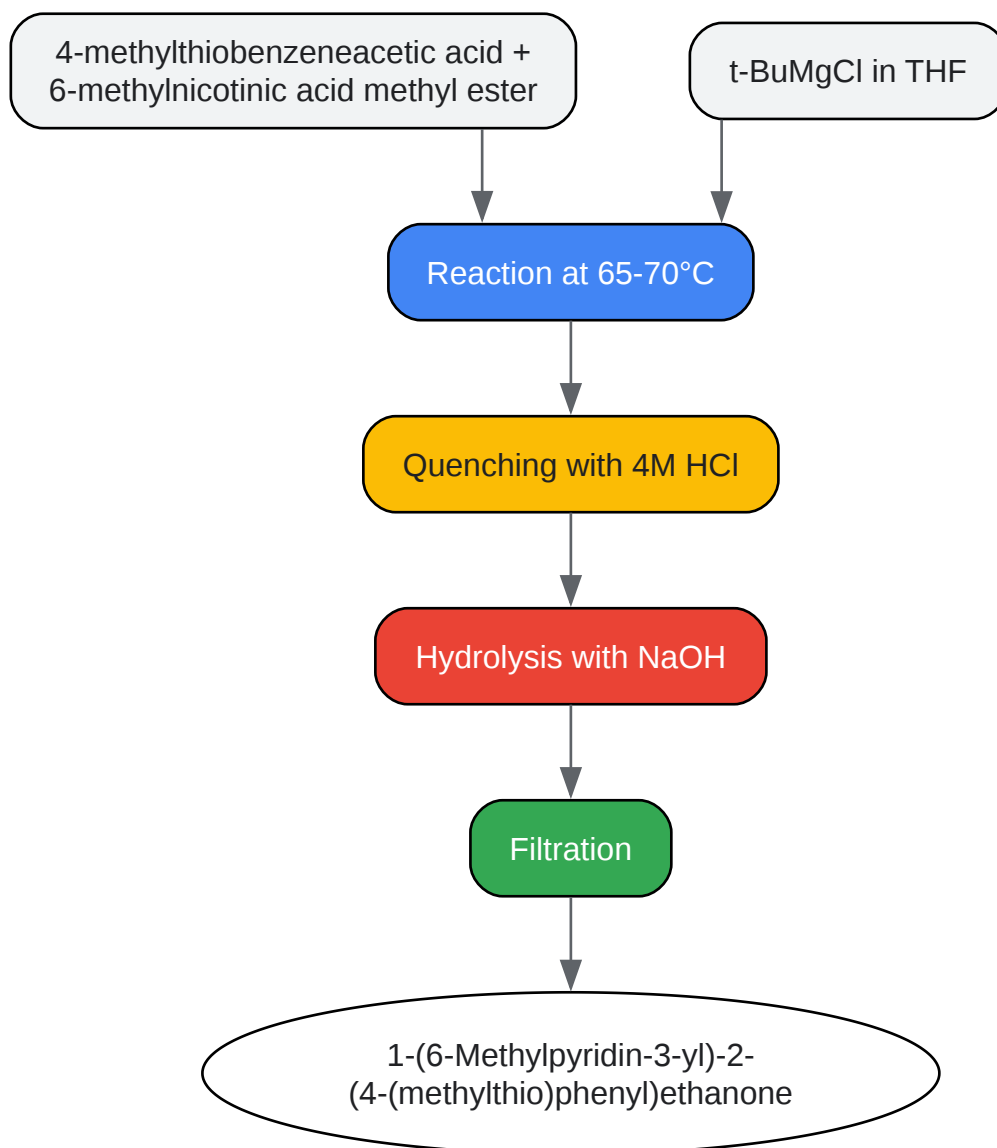 4-methylthiobenzeneacetic acid +
6-methylnicotinic acid methyl ester
t-BuMgCl in THF
Reaction at 65-70°C
Quenching with 4M HCl
Hydrolysis with NaOH
Filtration
1-(6-Methylpyridin-3-yl)-2-
(4-(methylthio)phenyl)ethanone